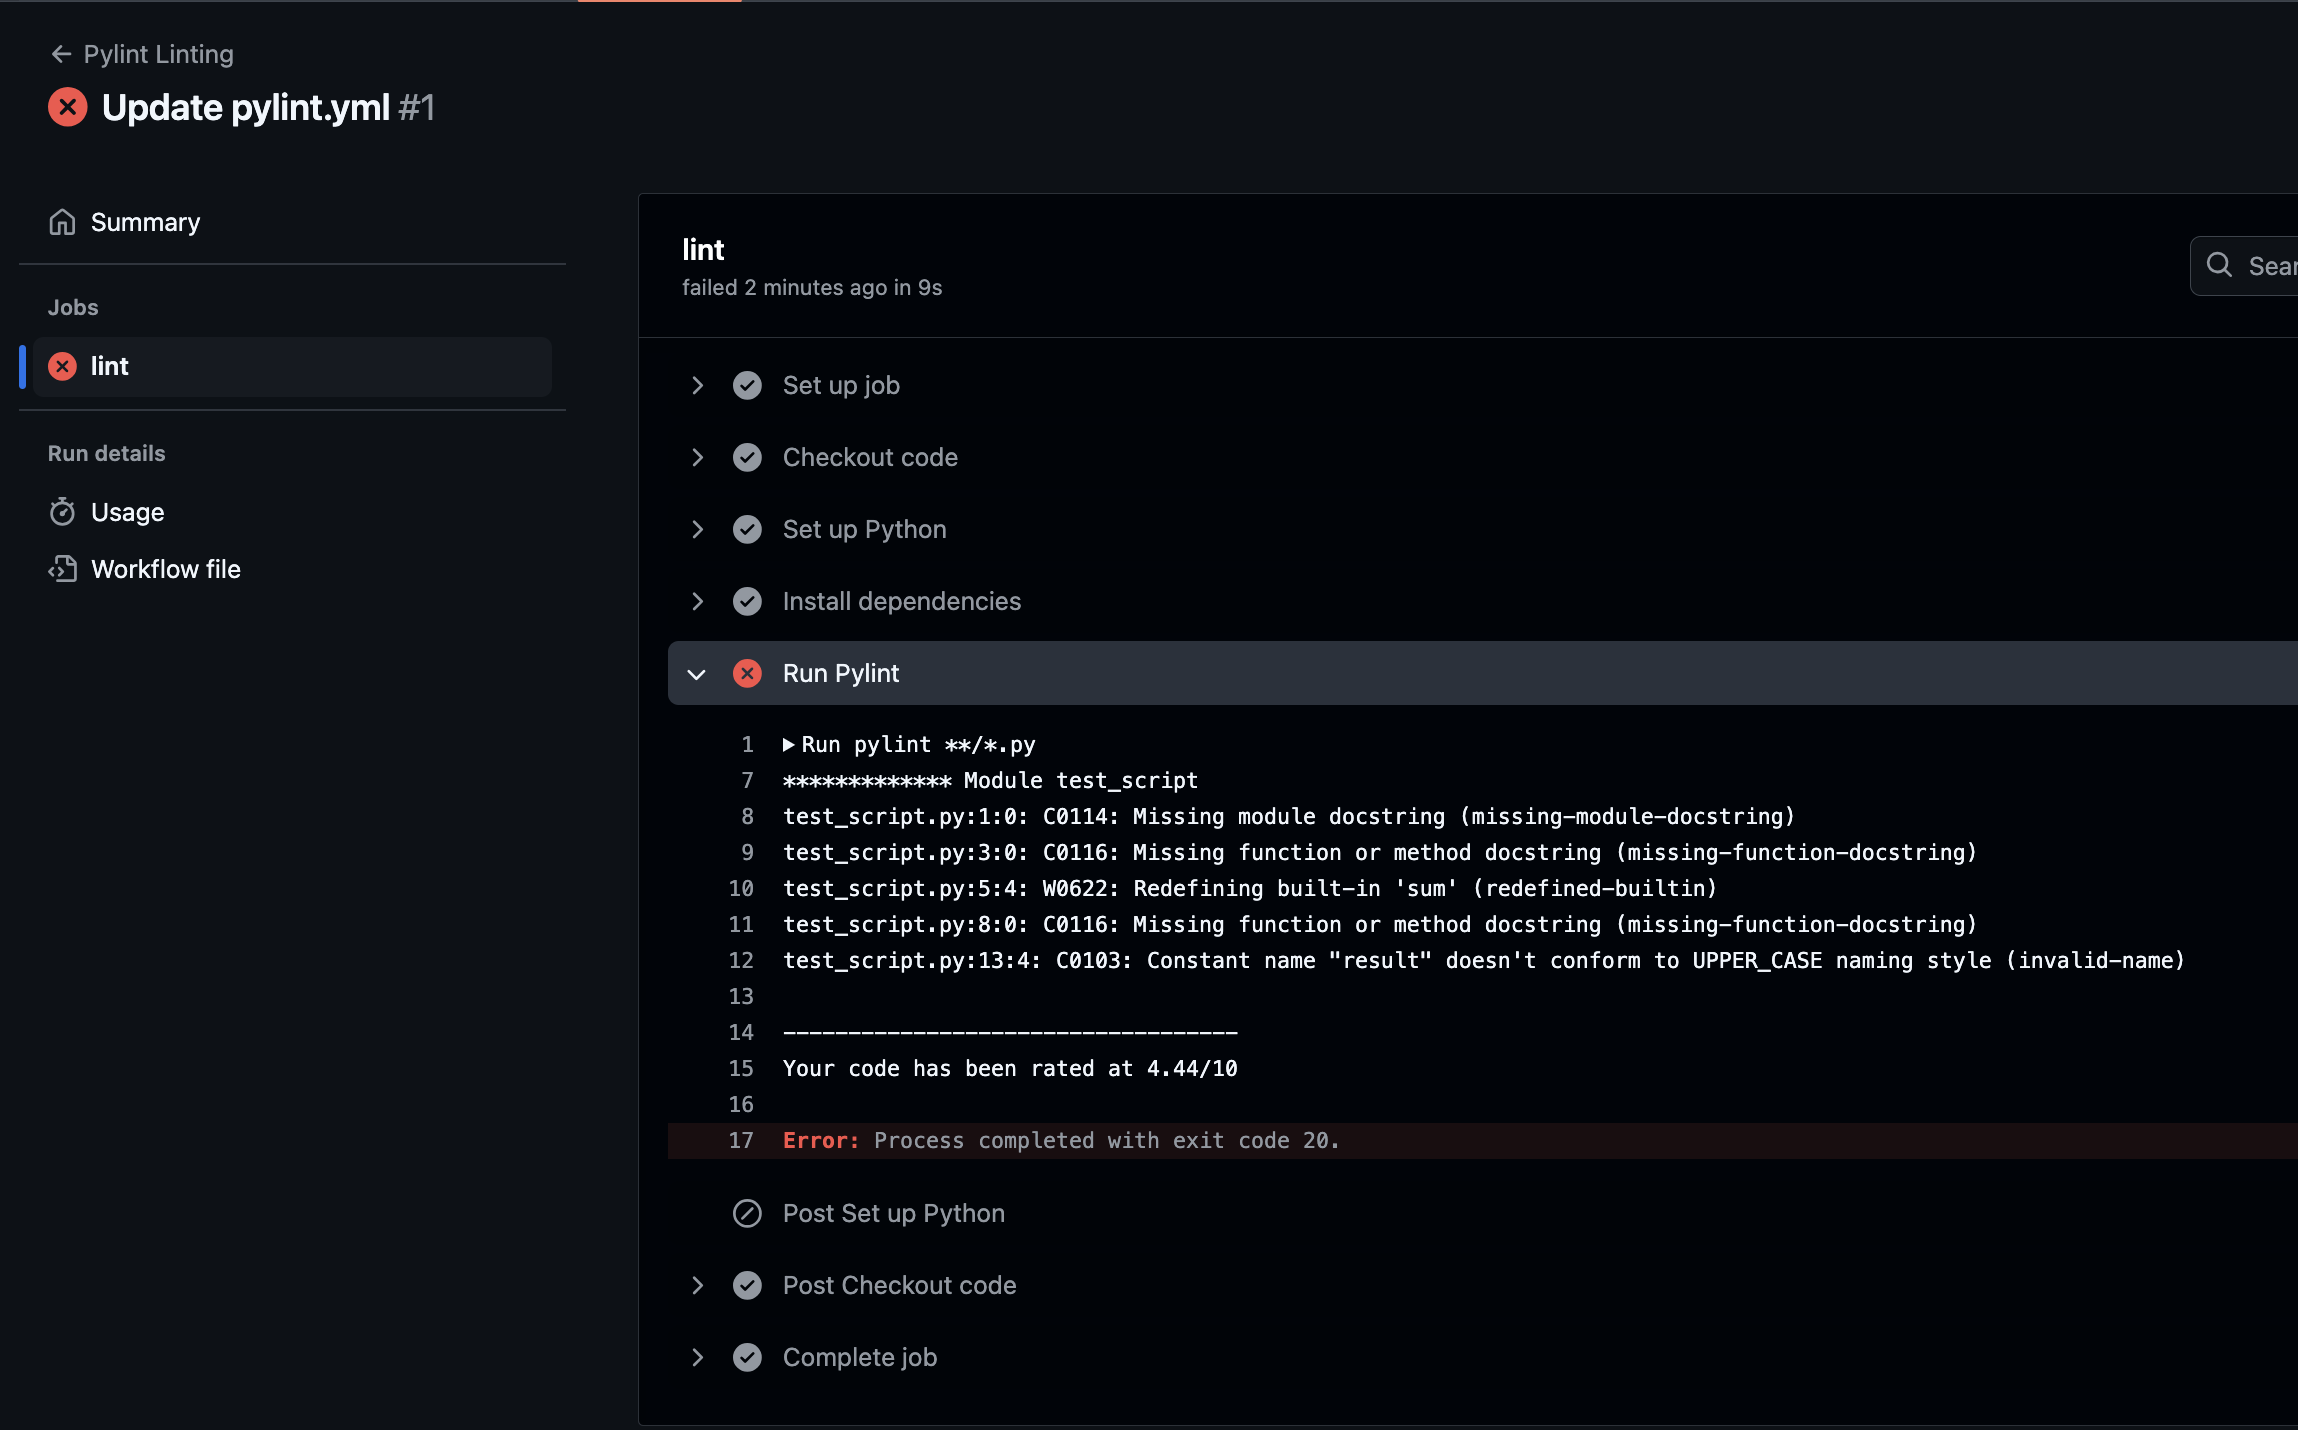 ← Pylint Linting
Update pylint.yml #1
Summary
Jobs
lint
Run details
Usage
Workflow file
lint
failed 2 minutes ago in 9s
Set up job
Checkout code
Set up Python
Install dependencies
Run Pylint
1 ▶ Run pylint **/*.py
7 ************* Module test_script
8 test_script.py:1:0: C0114: Missing module docstring (missing-module-docstring)
9 test_script.py:3:0: C0116: Missing function or method docstring (missing-function-docstring)
10 test_script.py:5:4: W0622: Redefining built-in 'sum' (redefined-builtin)
11 test_script.py:8:0: C0116: Missing function or method docstring (missing-function-docstring)
12 test_script.py:13:4: C0103: Constant name "result" doesn't conform to UPPER_CASE naming style (invalid-name)
13
14 -----------------------------------
15 Your code has been rated at 4.44/10
16
17 Error: Process completed with exit code 20.
Post Set up Python
Post Checkout code
Complete job